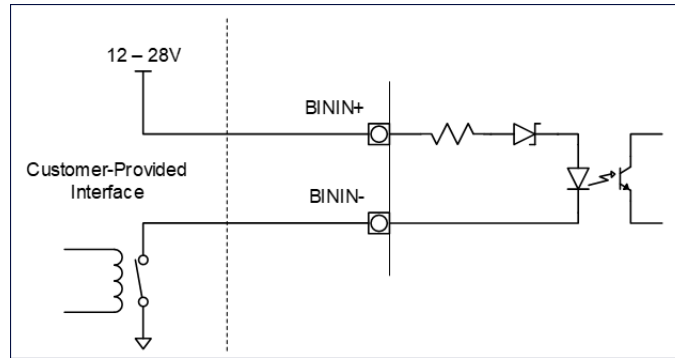 12 – 28V
BININ+
Customer-Provided
Interface
BININ-